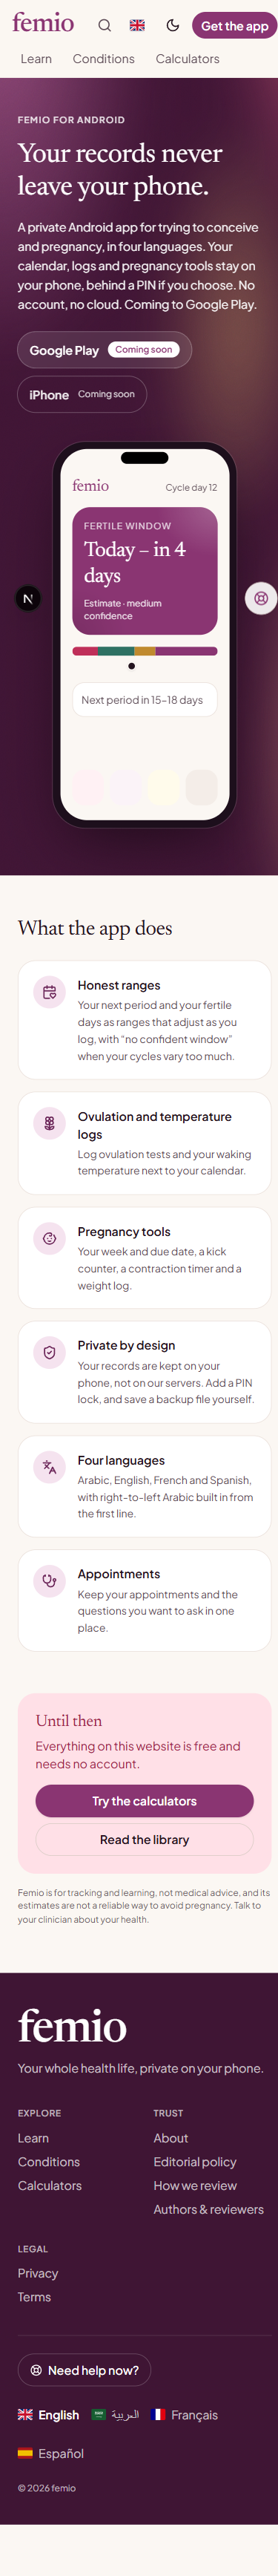 femio
Get the app
Learn Conditions Calculators
FEMIO FOR ANDROID
Your records never
leave your phone.
A private Android app for trying to conceive
and pregnancy, in four languages. Your
calendar, logs and pregnancy tools stay on
your phone, behind a PIN if you choose. No
account, no cloud. Coming to Google Play.
Google Play Coming soon
iPhone Coming soon
femio Cycle day 12
FERTILE WINDOW
Today – in 4
days
Estimate · medium
confidence
N
Next period in 15–18 days
What the app does
Honest ranges
Your next period and your fertile
days as ranges that adjust as you
log, with “no confident window”
when your cycles vary too much.
Ovulation and temperature
logs
Log ovulation tests and your waking
temperature next to your calendar.
Pregnancy tools
Your week and due date, a kick
counter, a contraction timer and a
weight log.
Private by design
Your records are kept on your
phone, not on our servers. Add a PIN
lock, and save a backup file yourself.
Four languages
Arabic, English, French and Spanish,
with right-to-left Arabic built in from
the first line.
Appointments
Keep your appointments and the
questions you want to ask in one
place.
Until then
Everything on this website is free and
needs no account.
Try the calculators
Read the library
Femio is for tracking and learning, not medical advice, and its
estimates are not a reliable way to avoid pregnancy. Talk to
your clinician about your health.
femio
Your whole health life, private on your phone.
EXPLORE
Learn
Conditions
Calculators
TRUST
About
Editorial policy
How we review
Authors & reviewers
LEGAL
Privacy
Terms
Need help now?
English العربية Français
Español
© 2026 femio